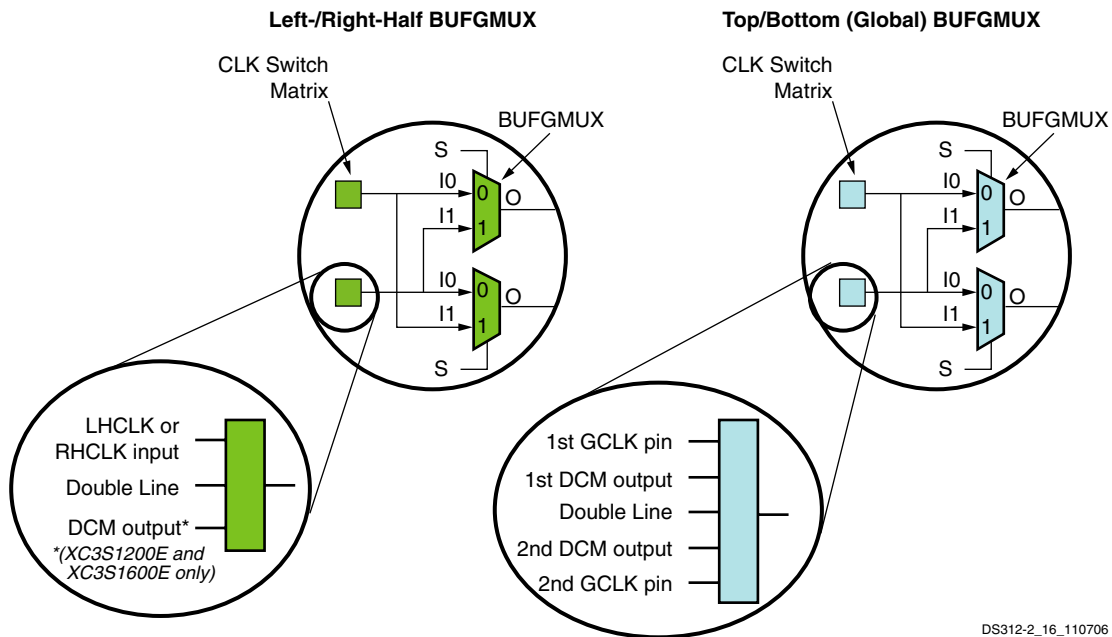 Left-/Right-Half BUFGMUX
CLK Switch
Matrix
BUFGMUX
S
I0
0
O
I1
1
I0
0
O
I1
1
S
LHCLK or
RHCLK input
Double Line
DCM output*
*(XC3S1200E and
XC3S1600E only)
Top/Bottom (Global) BUFGMUX
CLK Switch
Matrix
BUFGMUX
S
I0
0
O
I1
1
I0
0
O
I1
1
S
1st GCLK pin
1st DCM output
Double Line
2nd DCM output
2nd GCLK pin
DS312-2_16_110706